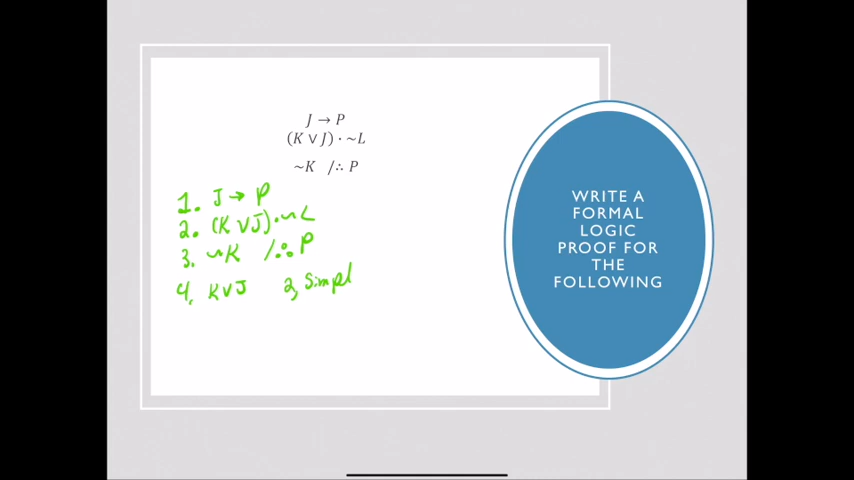 J → P
(K ∨ J) · ~L
~K /∴ P
1. J → P
2. (K ∨ J) · ~L
3. ~K /∴ P
4. K ∨ J 2, Simpl
WRITE A
FORMAL
LOGIC
PROOF FOR
THE
FOLLOWING